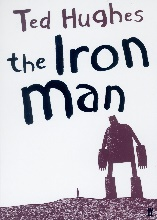 Ted Hughes
the Iron
man